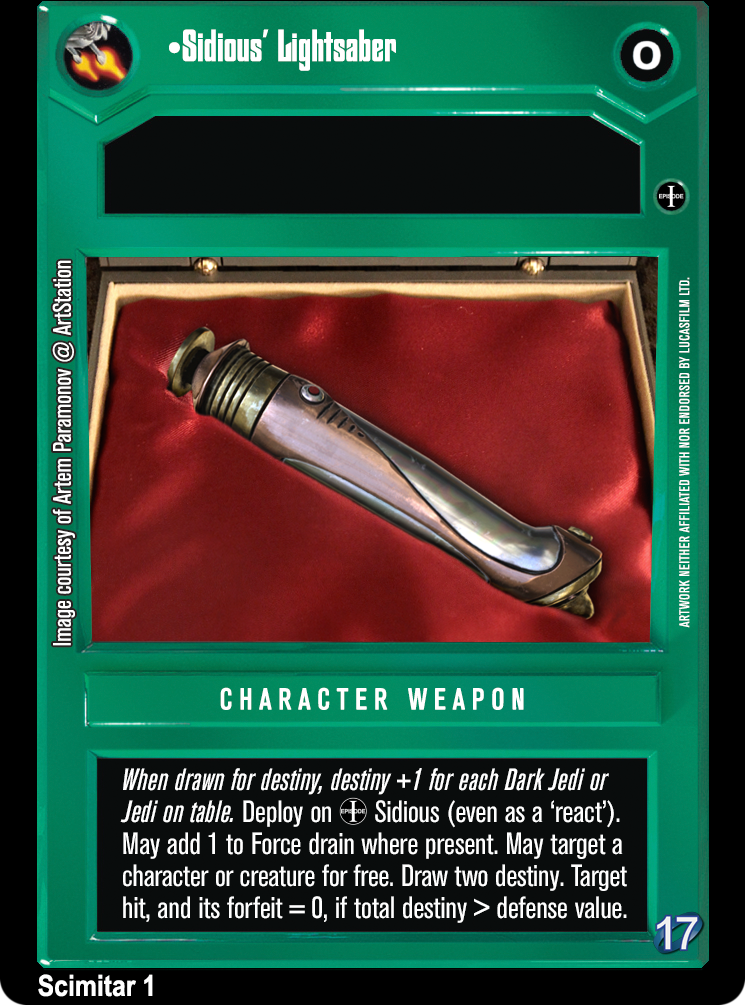 •Sidious’ Lightsaber
0
EPISODE I
Image courtesy of Artem Paramonov @ ArtStation
ARTWORK NEITHER AFFILIATED WITH NOR ENDORSED BY LUCASFILM LTD.
CHARACTER WEAPON
When drawn for destiny, destiny +1 for each Dark Jedi or
Jedi on table. Deploy on EPISODE I Sidious (even as a ‘react’).
May add 1 to Force drain where present. May target a
character or creature for free. Draw two destiny. Target
hit, and its forfeit = 0, if total destiny > defense value.
17
Scimitar 1